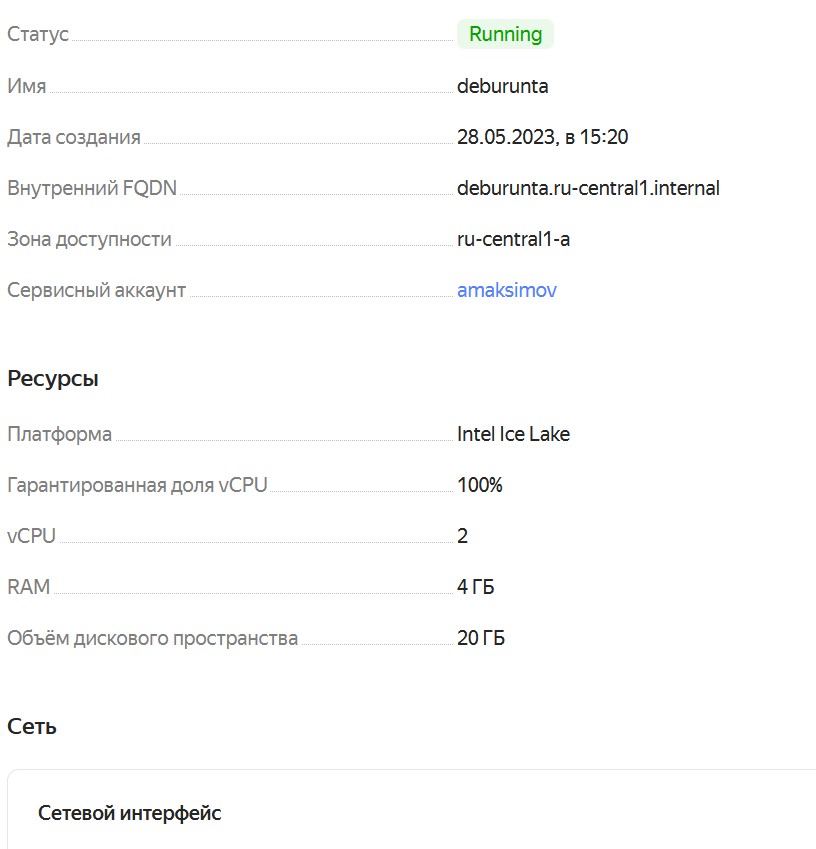 Статус Running
Имя deburunta
Дата создания 28.05.2023, в 15:20
Внутренний FQDN deburunta.ru-central1.internal
Зона доступности ru-central1-a
Сервисный аккаунт amaksimov
Ресурсы
Платформа Intel Ice Lake
Гарантированная доля vCPU 100%
vCPU 2
RAM 4 ГБ
Объём дискового пространства 20 ГБ
Сеть
Сетевой интерфейс